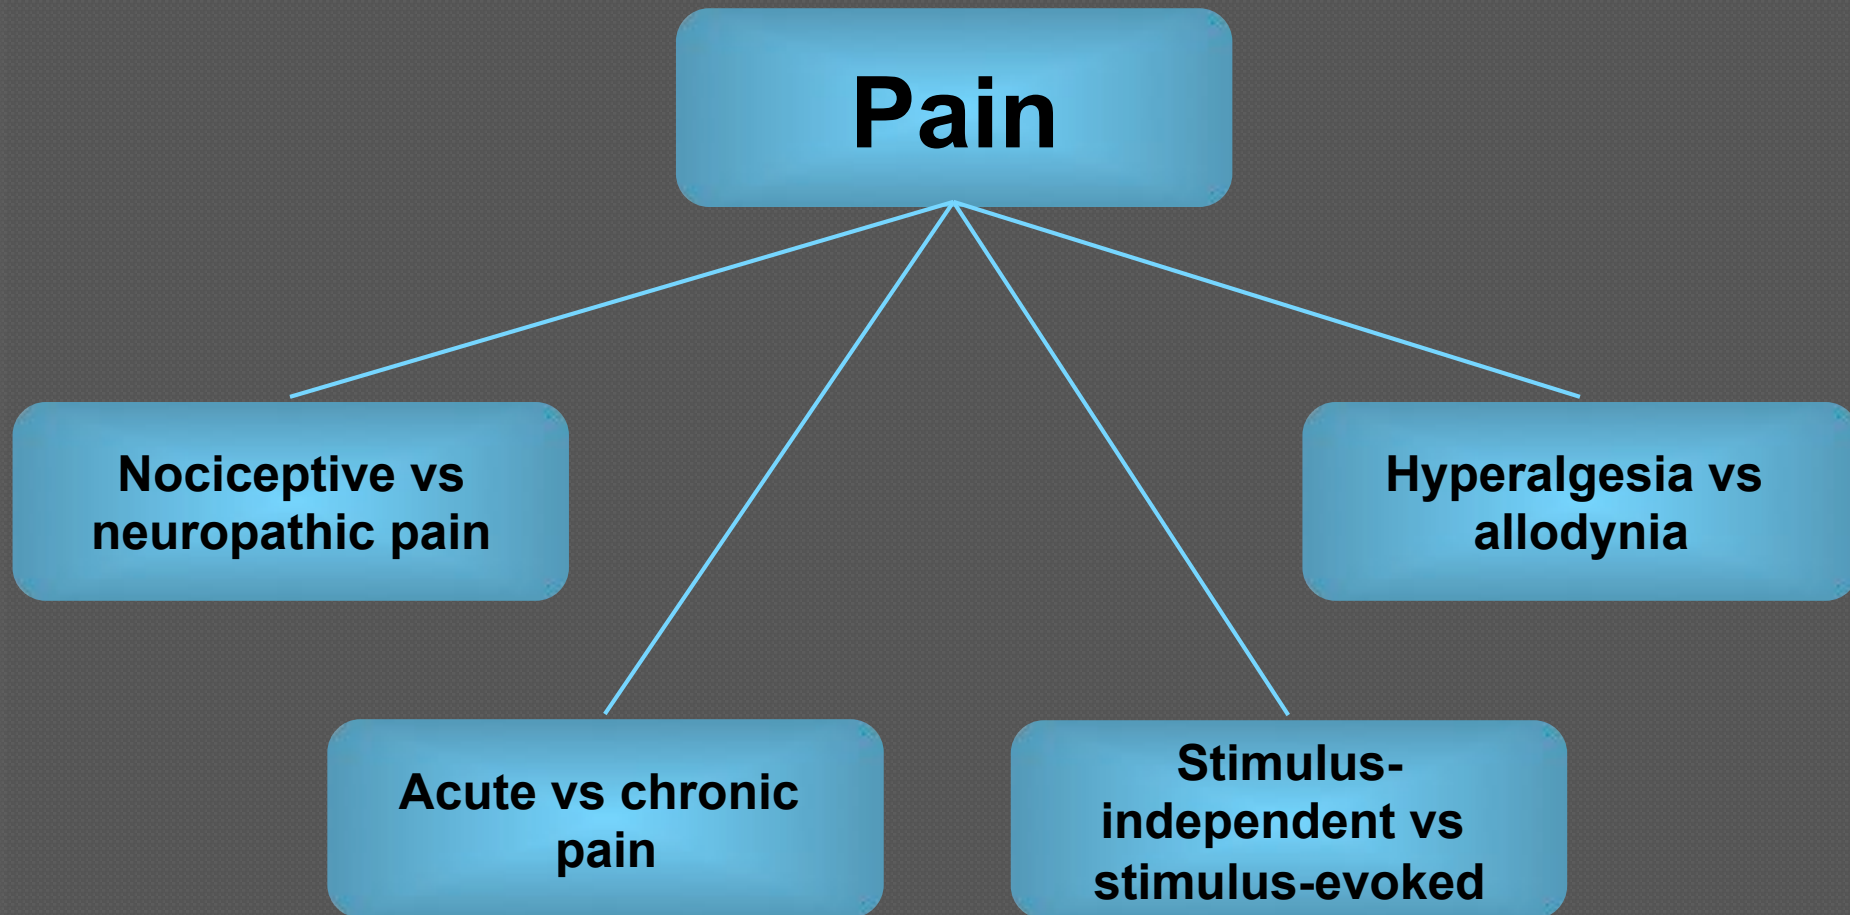 Pain
Nociceptive vs
neuropathic pain
Hyperalgesia vs
allodynia
Acute vs chronic
pain
Stimulus-
independent vs
stimulus-evoked